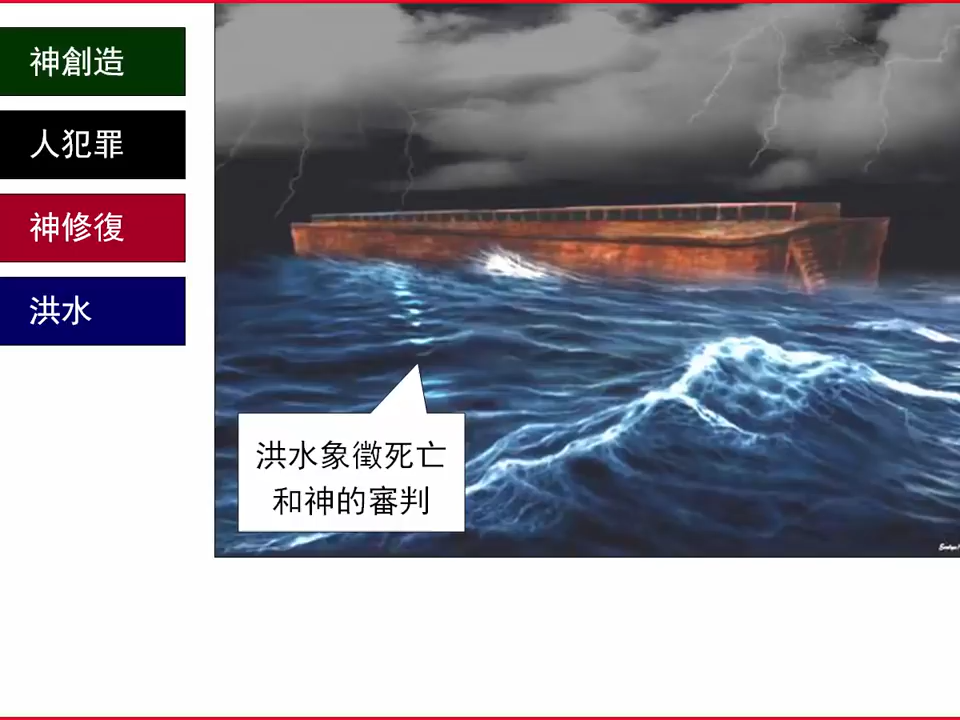 神創造
人犯罪
神修復
洪水
洪水象徵死亡
和神的審判